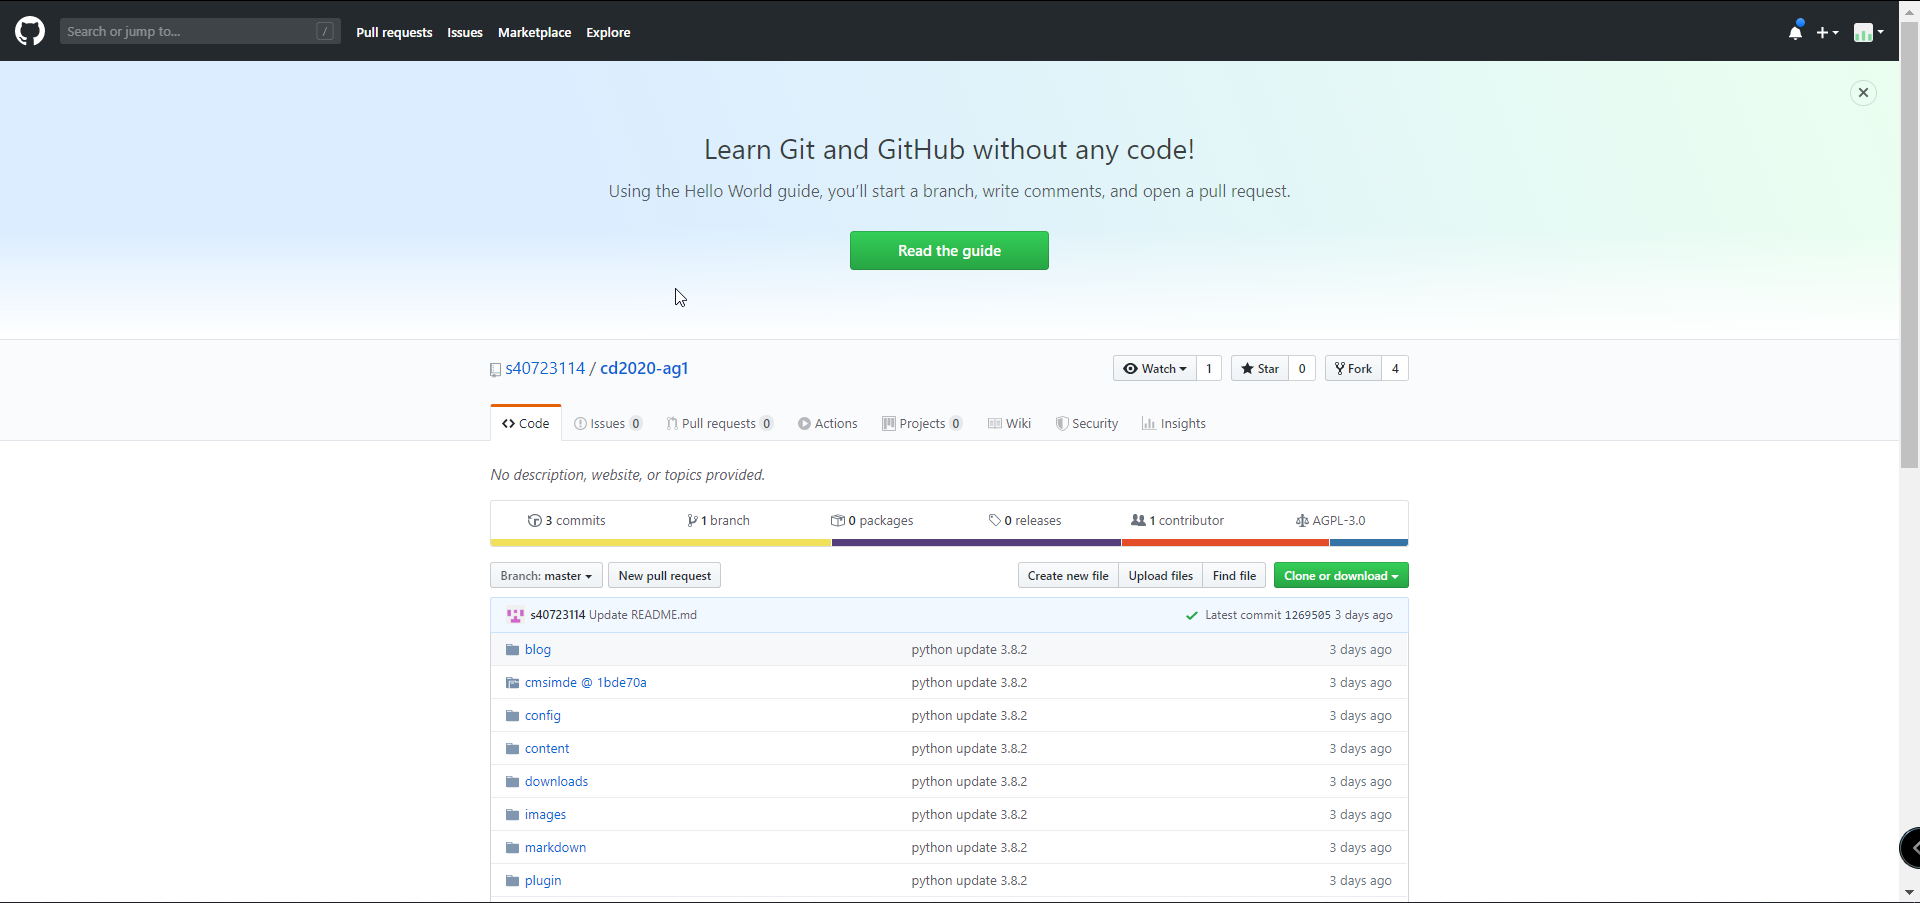 Search or jump to... /
Pull requests Issues Marketplace Explore
Learn Git and GitHub without any code!
Using the Hello World guide, you'll start a branch, write comments, and open a pull request.
Read the guide
s40723114 / cd2020-ag1
Watch 1 Star 0 Fork 4
Code Issues 0 Pull requests 0 Actions Projects 0 Wiki Security Insights
No description, website, or topics provided.
3 commits 1 branch 0 packages 0 releases 1 contributor AGPL-3.0
Branch: master New pull request Create new file Upload files Find file Clone or download
s40723114 Update README.md Latest commit 1269505 3 days ago
blog python update 3.8.2 3 days ago
cmsimde @ 1bde70a python update 3.8.2 3 days ago
config python update 3.8.2 3 days ago
content python update 3.8.2 3 days ago
downloads python update 3.8.2 3 days ago
images python update 3.8.2 3 days ago
markdown python update 3.8.2 3 days ago
plugin python update 3.8.2 3 days ago